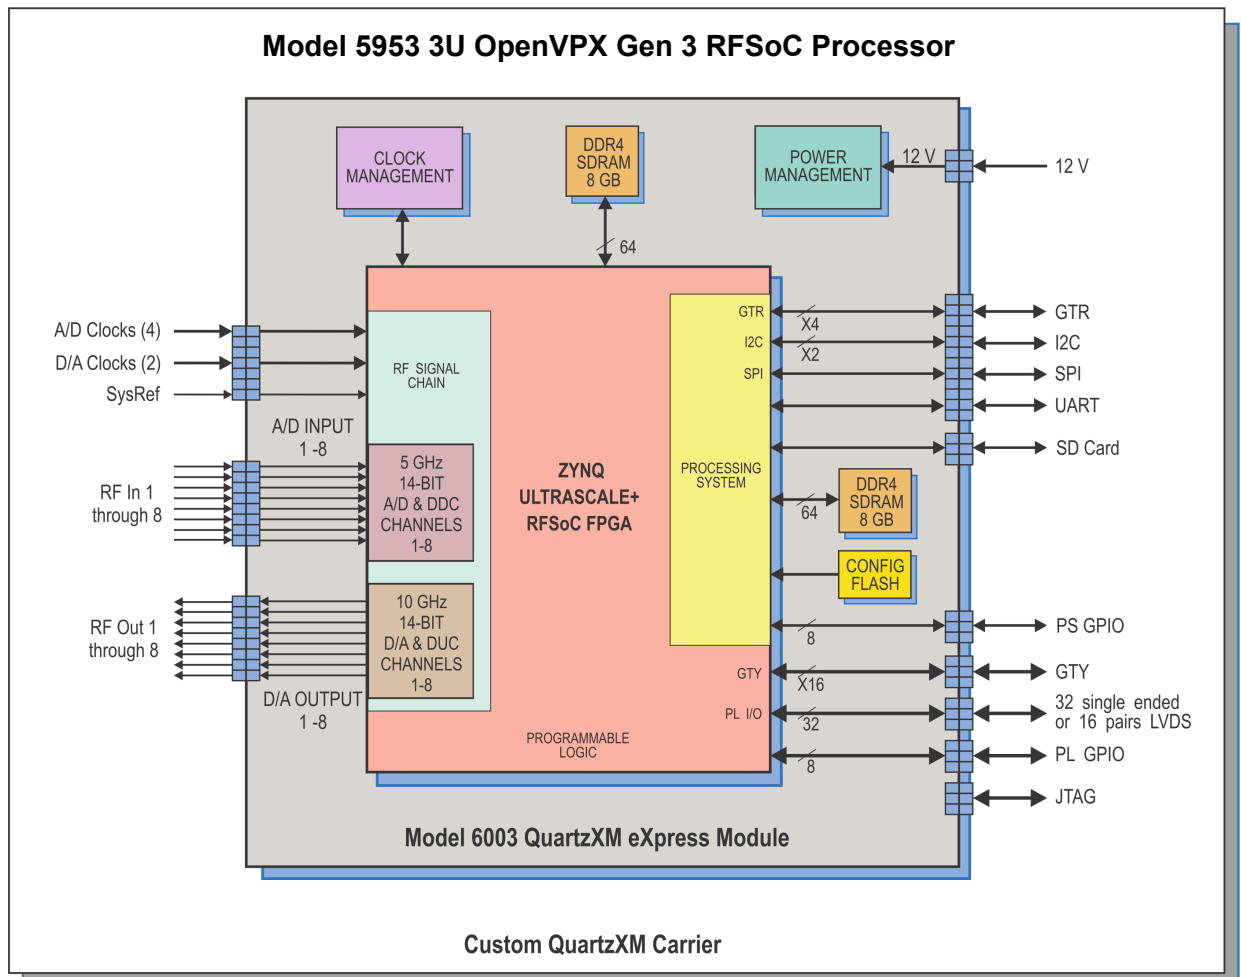 Model 5953 3U OpenVPX Gen 3 RFSoC Processor
CLOCK
MANAGEMENT
DDR4
SDRAM
8 GB
POWER
MANAGEMENT
12 V
12 V
64
A/D Clocks (4)
D/A Clocks (2)
SysRef
RF SIGNAL
CHAIN
A/D INPUT
1 -8
RF In 1
through 8
5 GHz
14-BIT
A/D & DDC
CHANNELS
1-8
RF Out 1
through 8
10 GHz
14-BIT
D/A & DUC
CHANNELS
1-8
D/A OUTPUT
1 -8
ZYNQ
ULTRASCALE+
RFSoC FPGA
PROGRAMMABLE
LOGIC
GTR
X4
GTR
I2C
X2
I2C
SPI
SPI
UART
SD Card
PROCESSING
SYSTEM
64
DDR4
SDRAM
8 GB
CONFIG
FLASH
8
PS GPIO
GTY
X16
GTY
PL I/O
32
32 single ended
or 16 pairs LVDS
8
PL GPIO
JTAG
Model 6003 QuartzXM eXpress Module
Custom QuartzXM Carrier